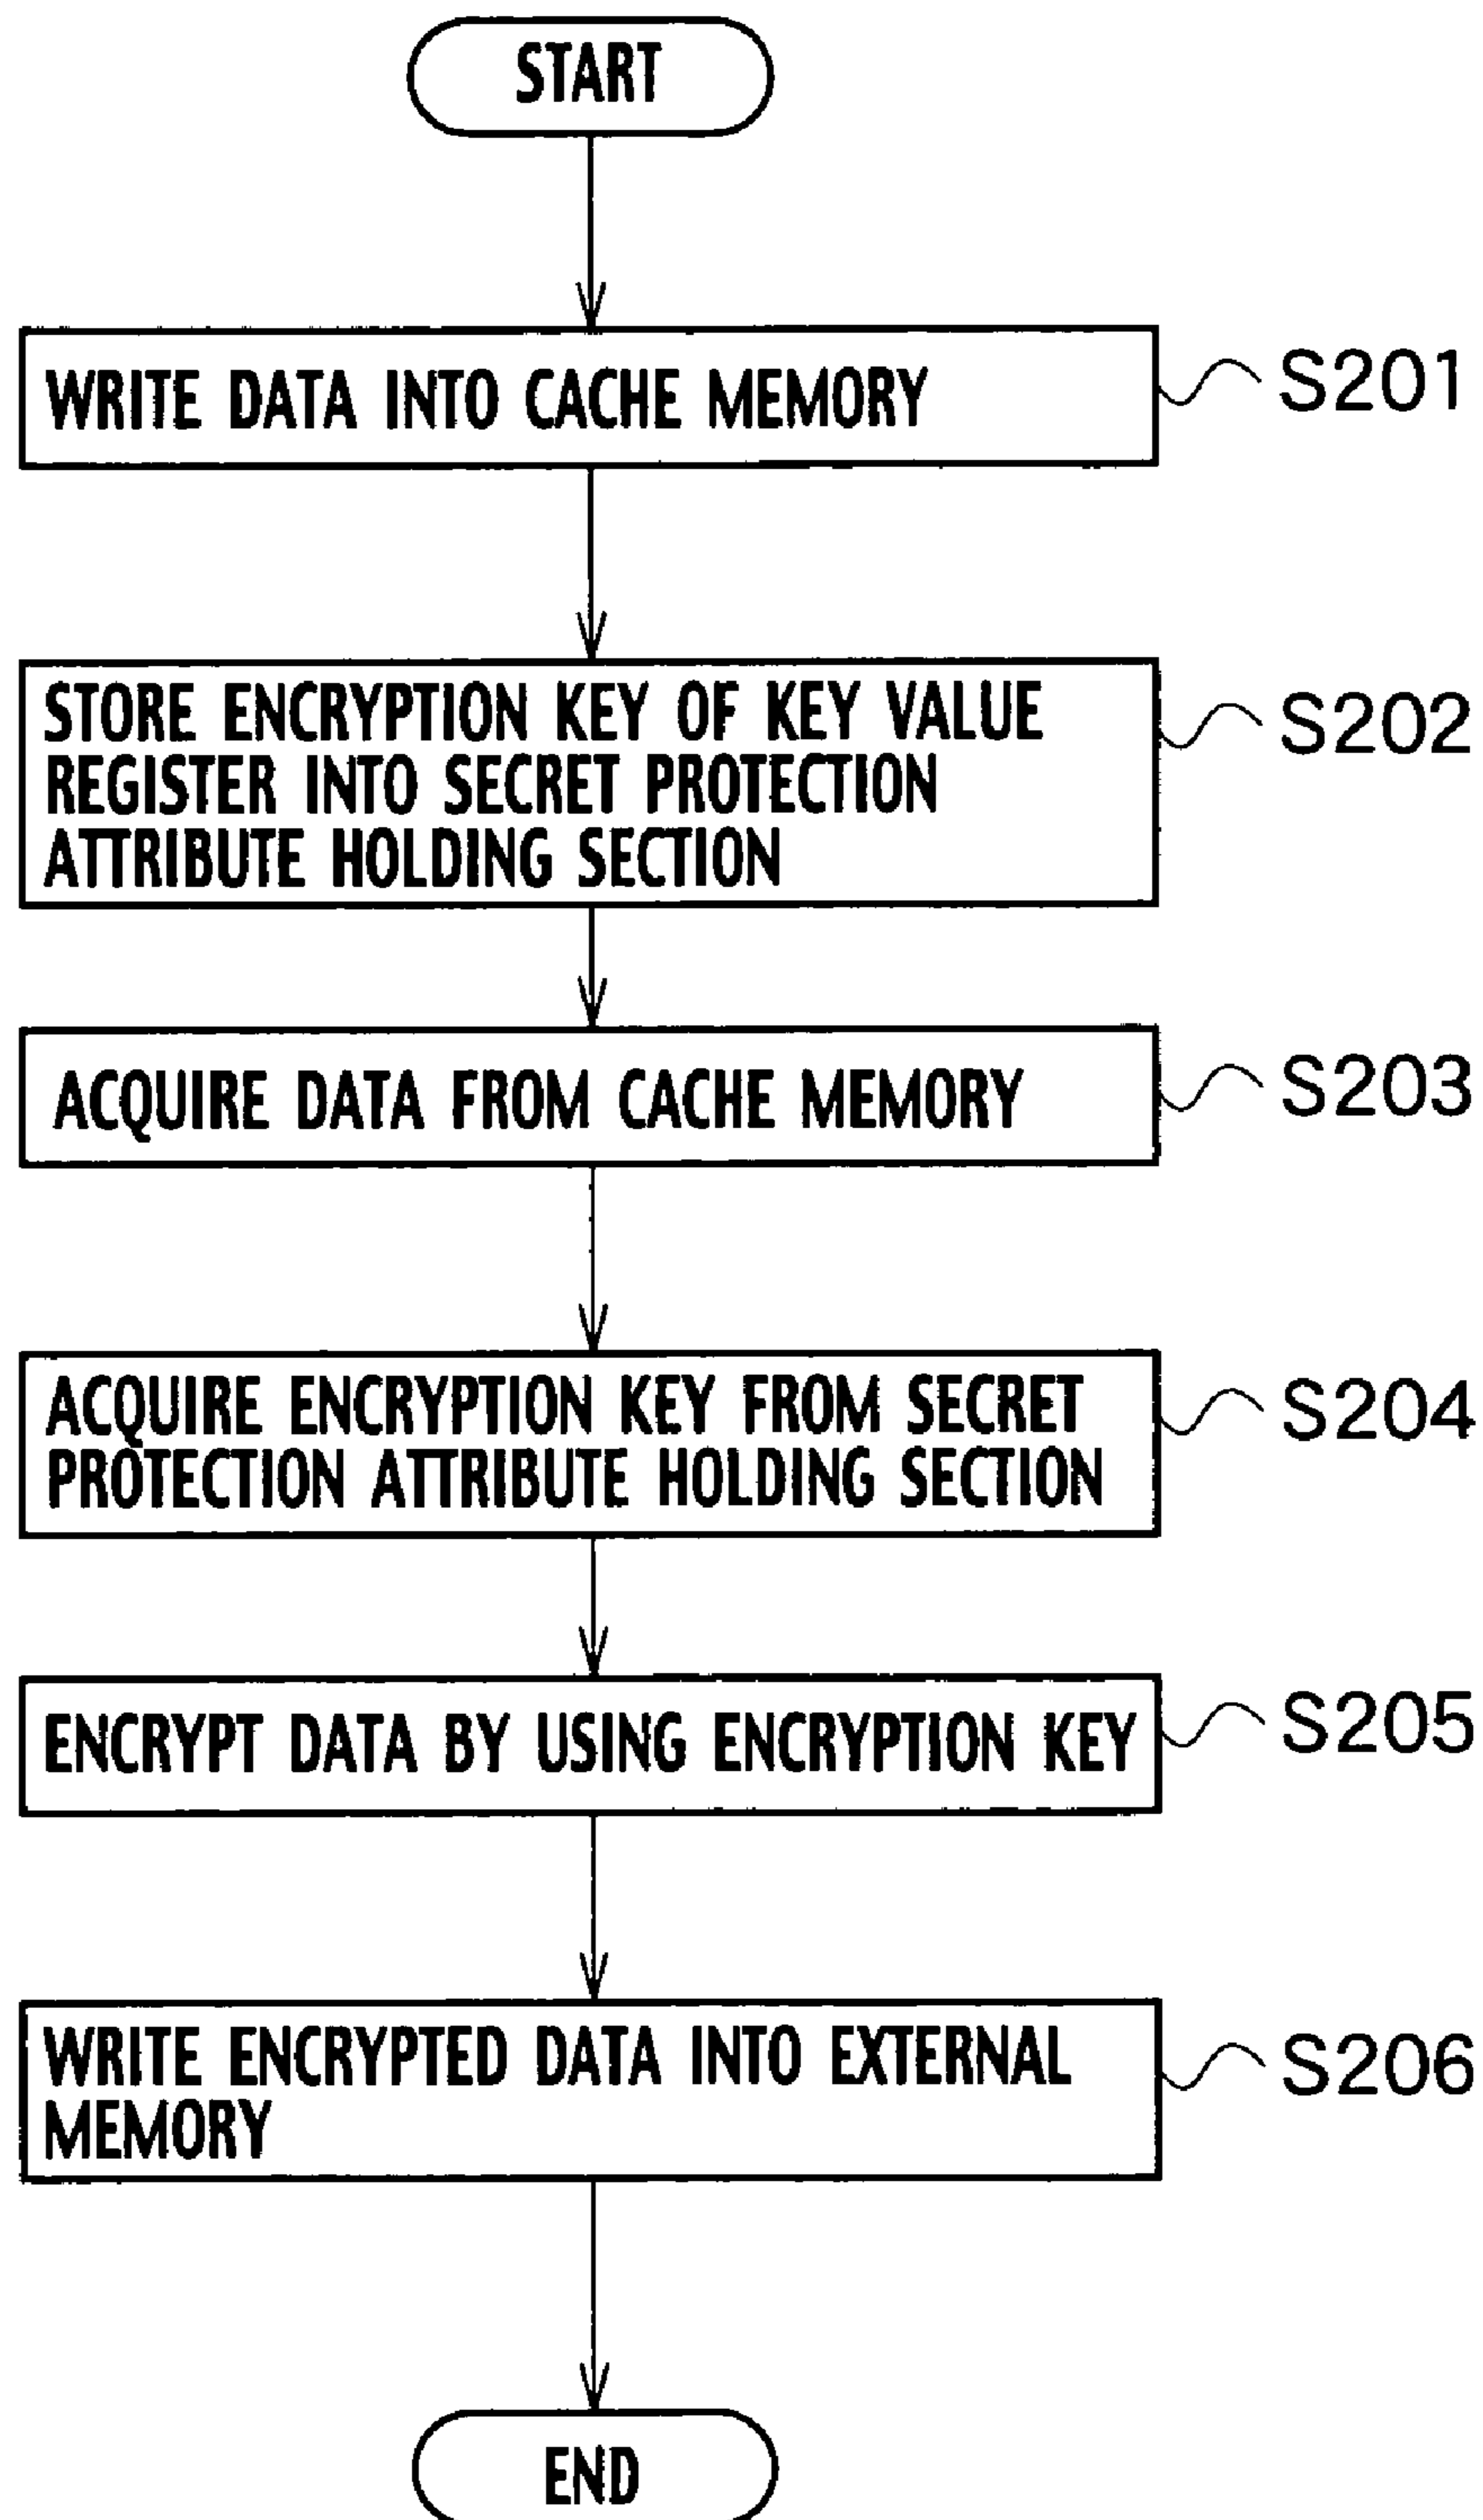 START
WRITE DATA INTO CACHE MEMORY
S201
STORE ENCRYPTION KEY OF KEY VALUE
REGISTER INTO SECRET PROTECTION
ATTRIBUTE HOLDING SECTION
S202
ACQUIRE DATA FROM CACHE MEMORY
S203
ACQUIRE ENCRYPTION KEY FROM SECRET
PROTECTION ATTRIBUTE HOLDING SECTION
S204
ENCRYPT DATA BY USING ENCRYPTION KEY
S205
WRITE ENCRYPTED DATA INTO EXTERNAL
MEMORY
S206
END